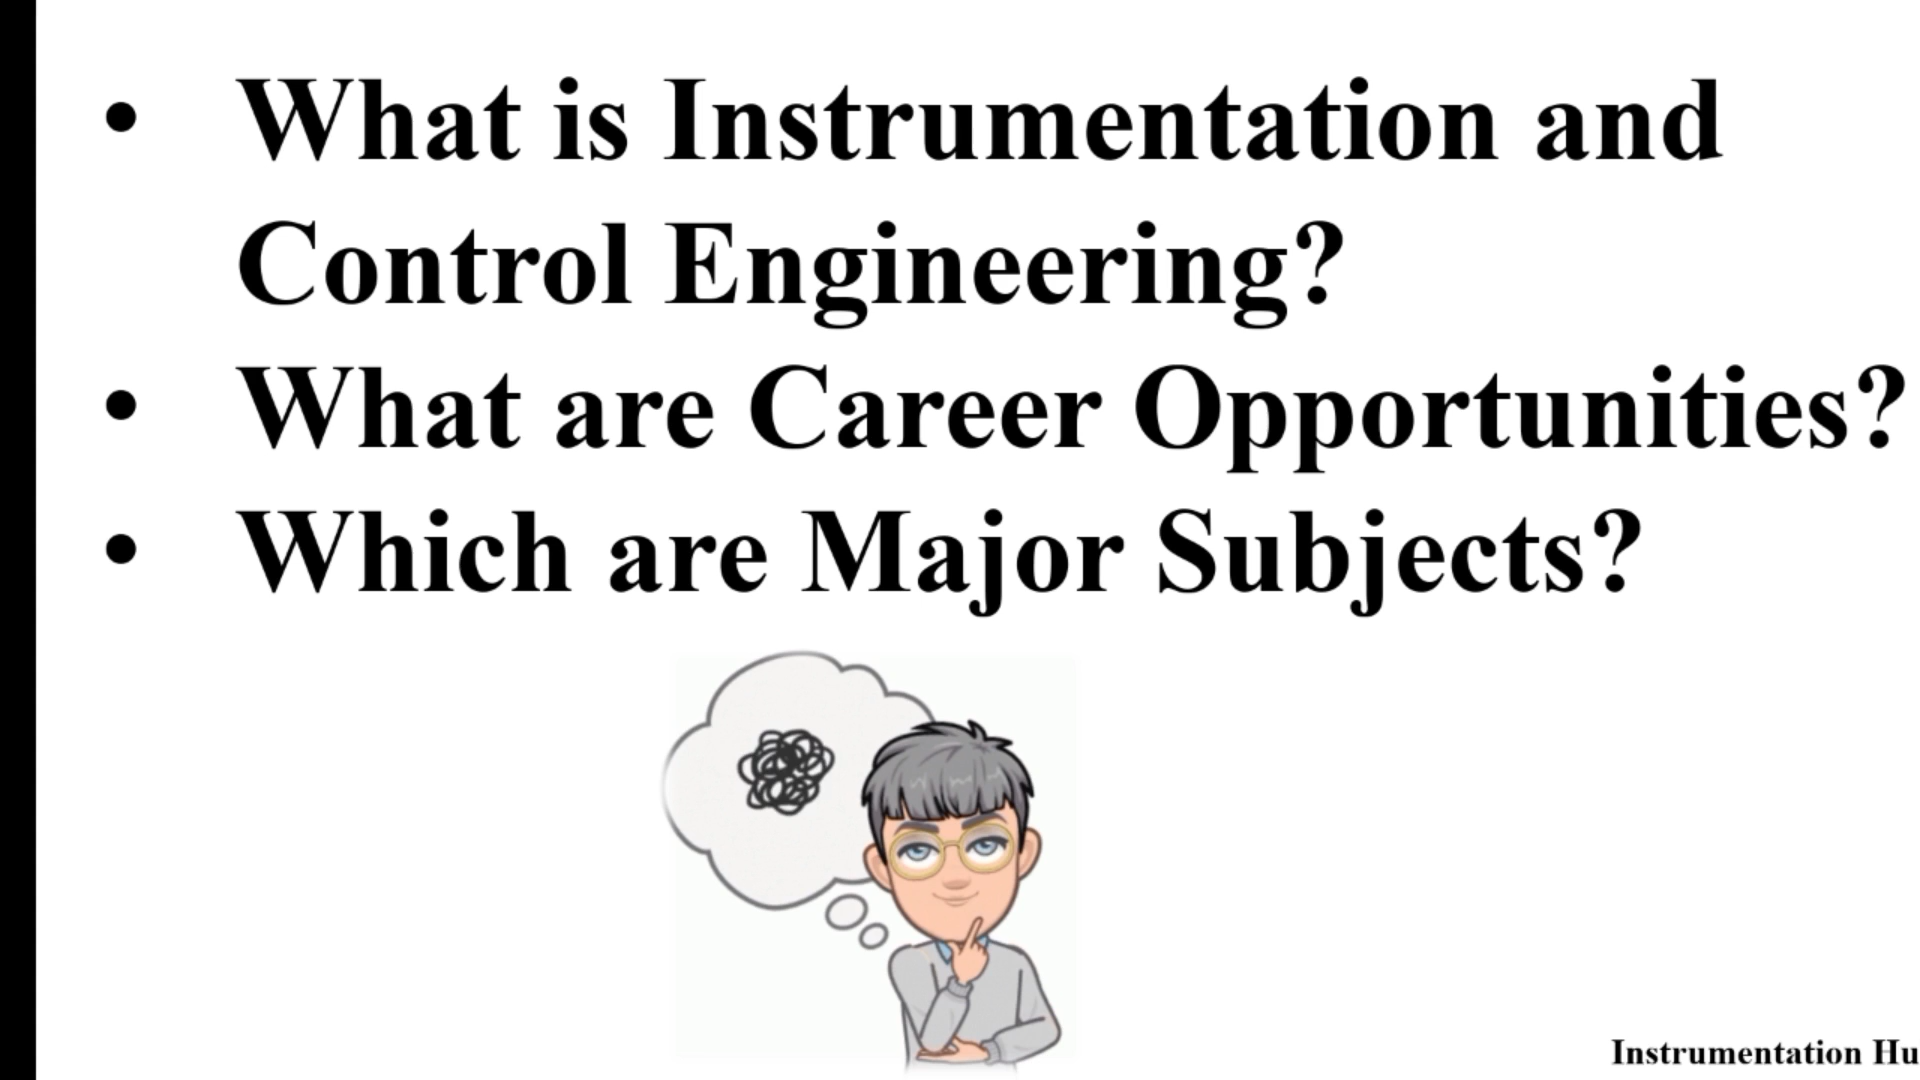 • What is Instrumentation and
Control Engineering?
• What are Career Opportunities?
• Which are Major Subjects?
Instrumentation Hu